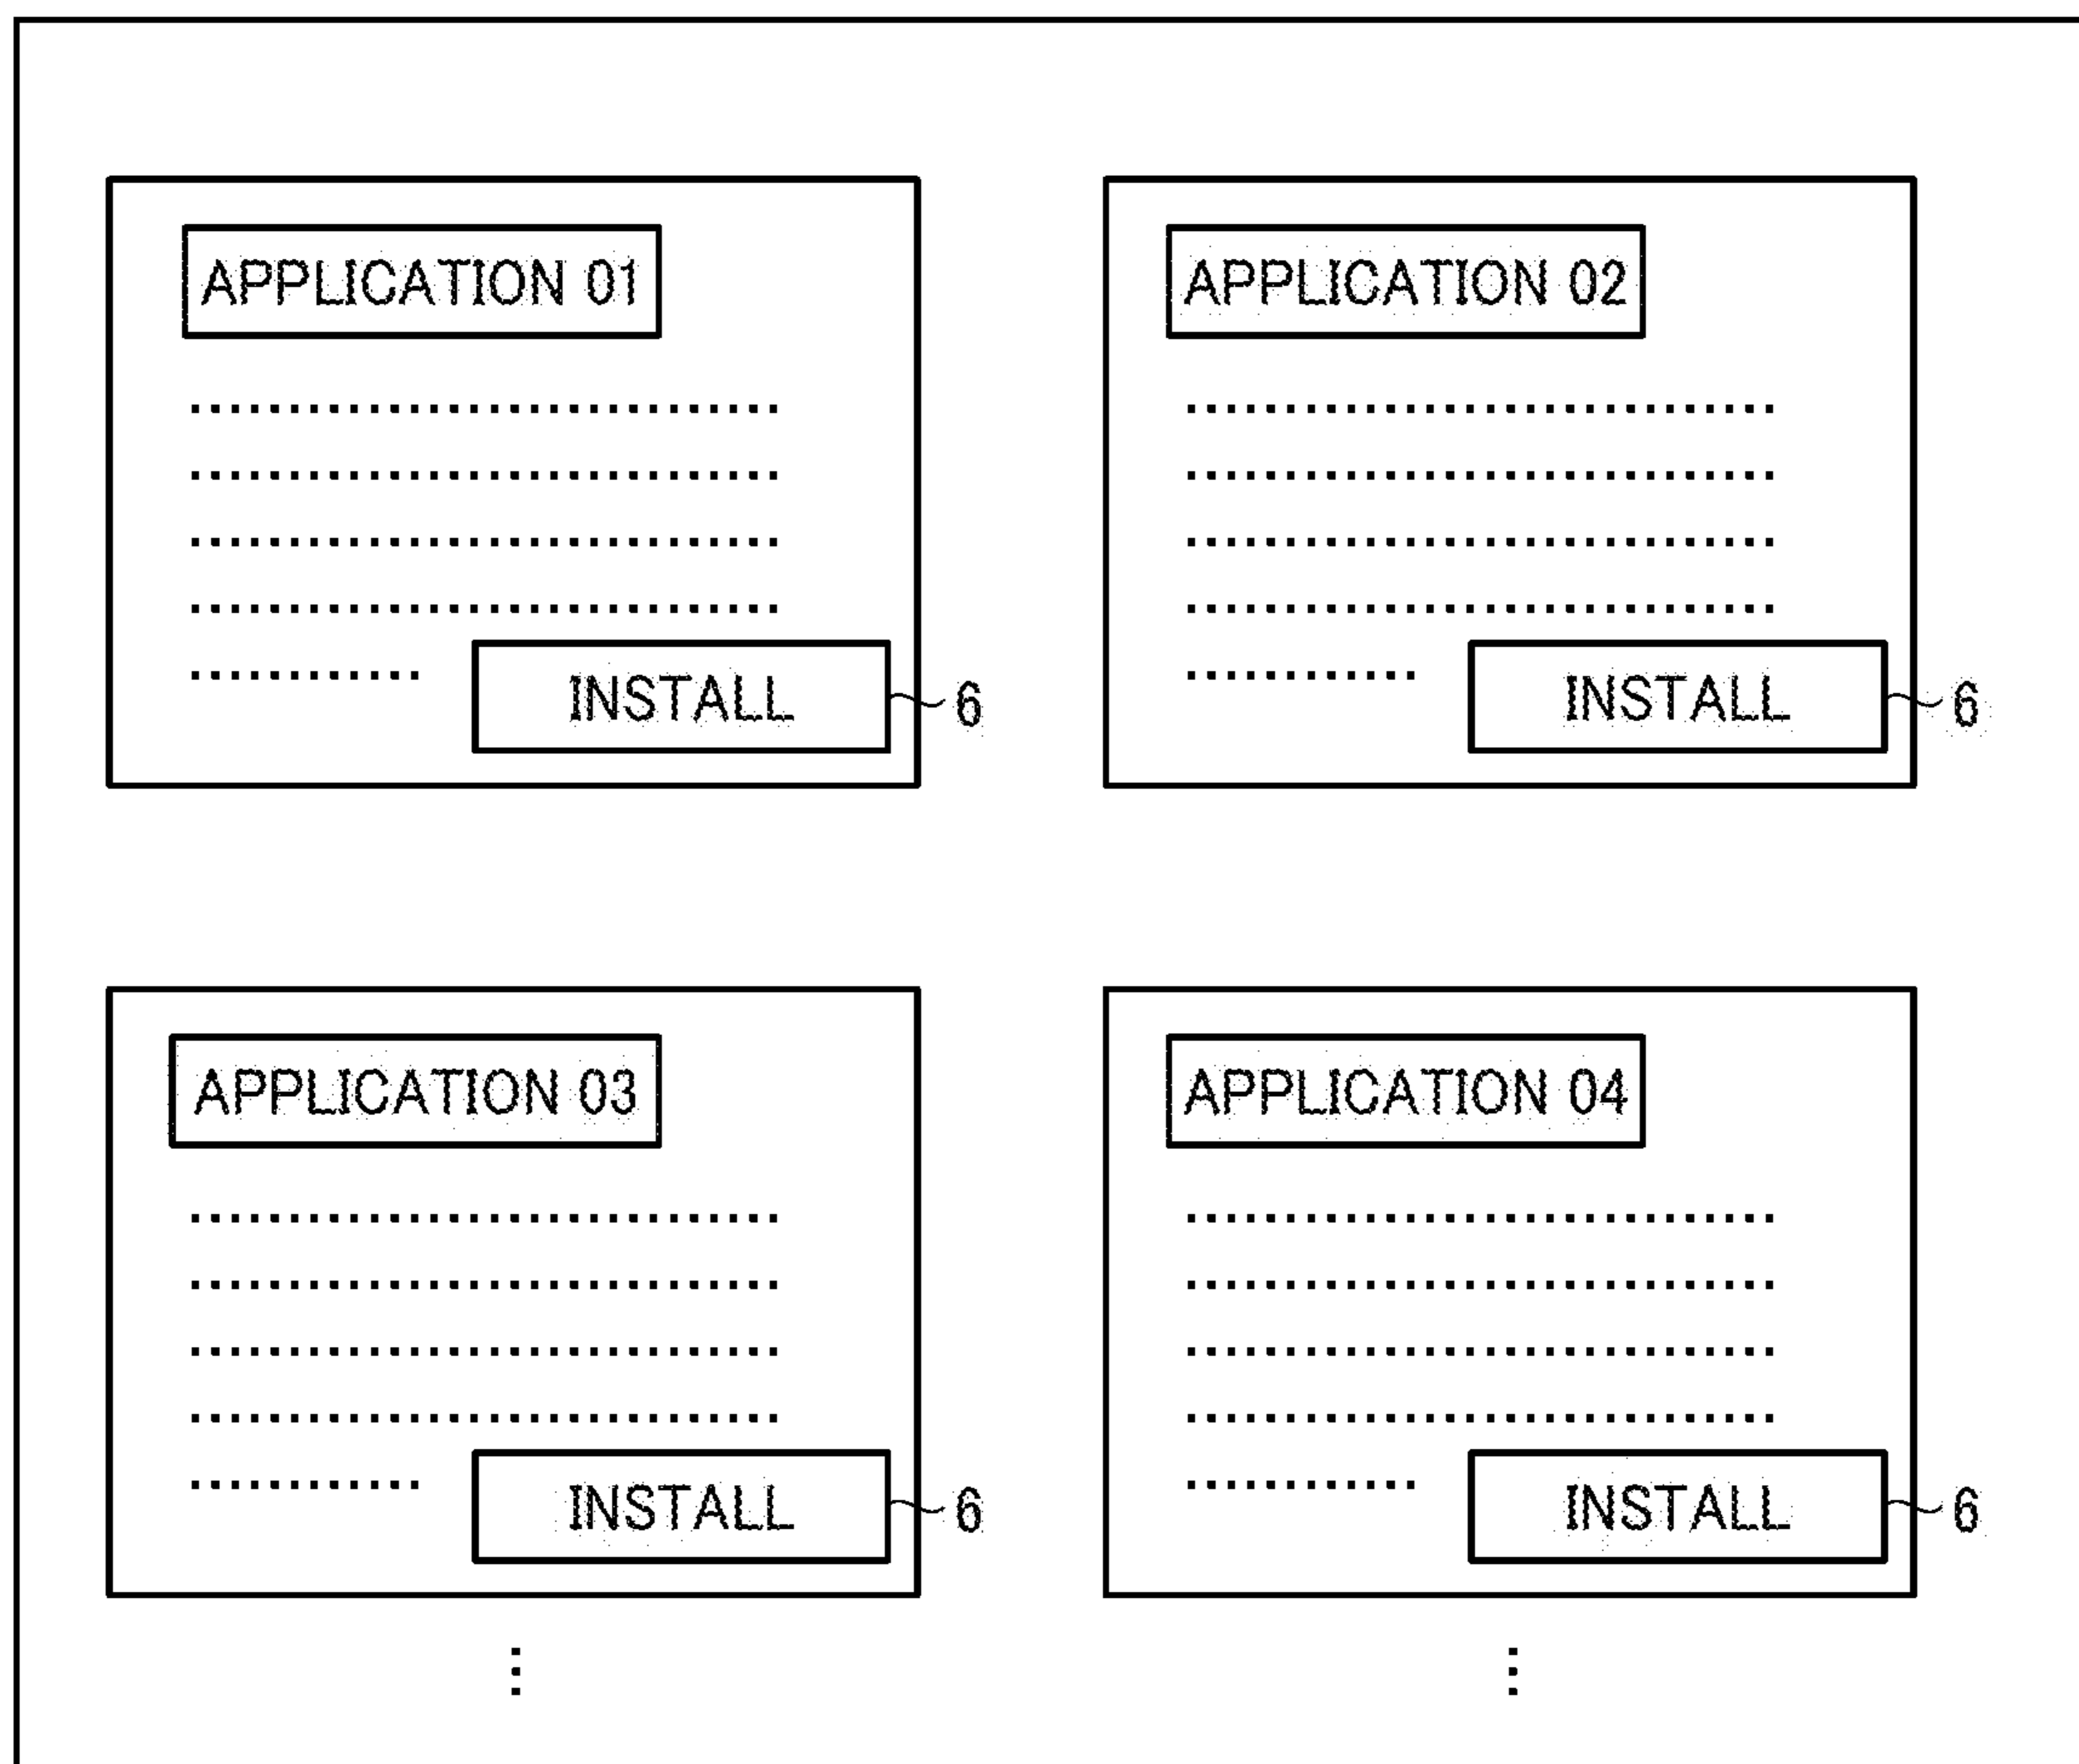 APPLICATION 01
INSTALL
6
APPLICATION 02
INSTALL
6
APPLICATION 03
INSTALL
6
APPLICATION 04
INSTALL
6